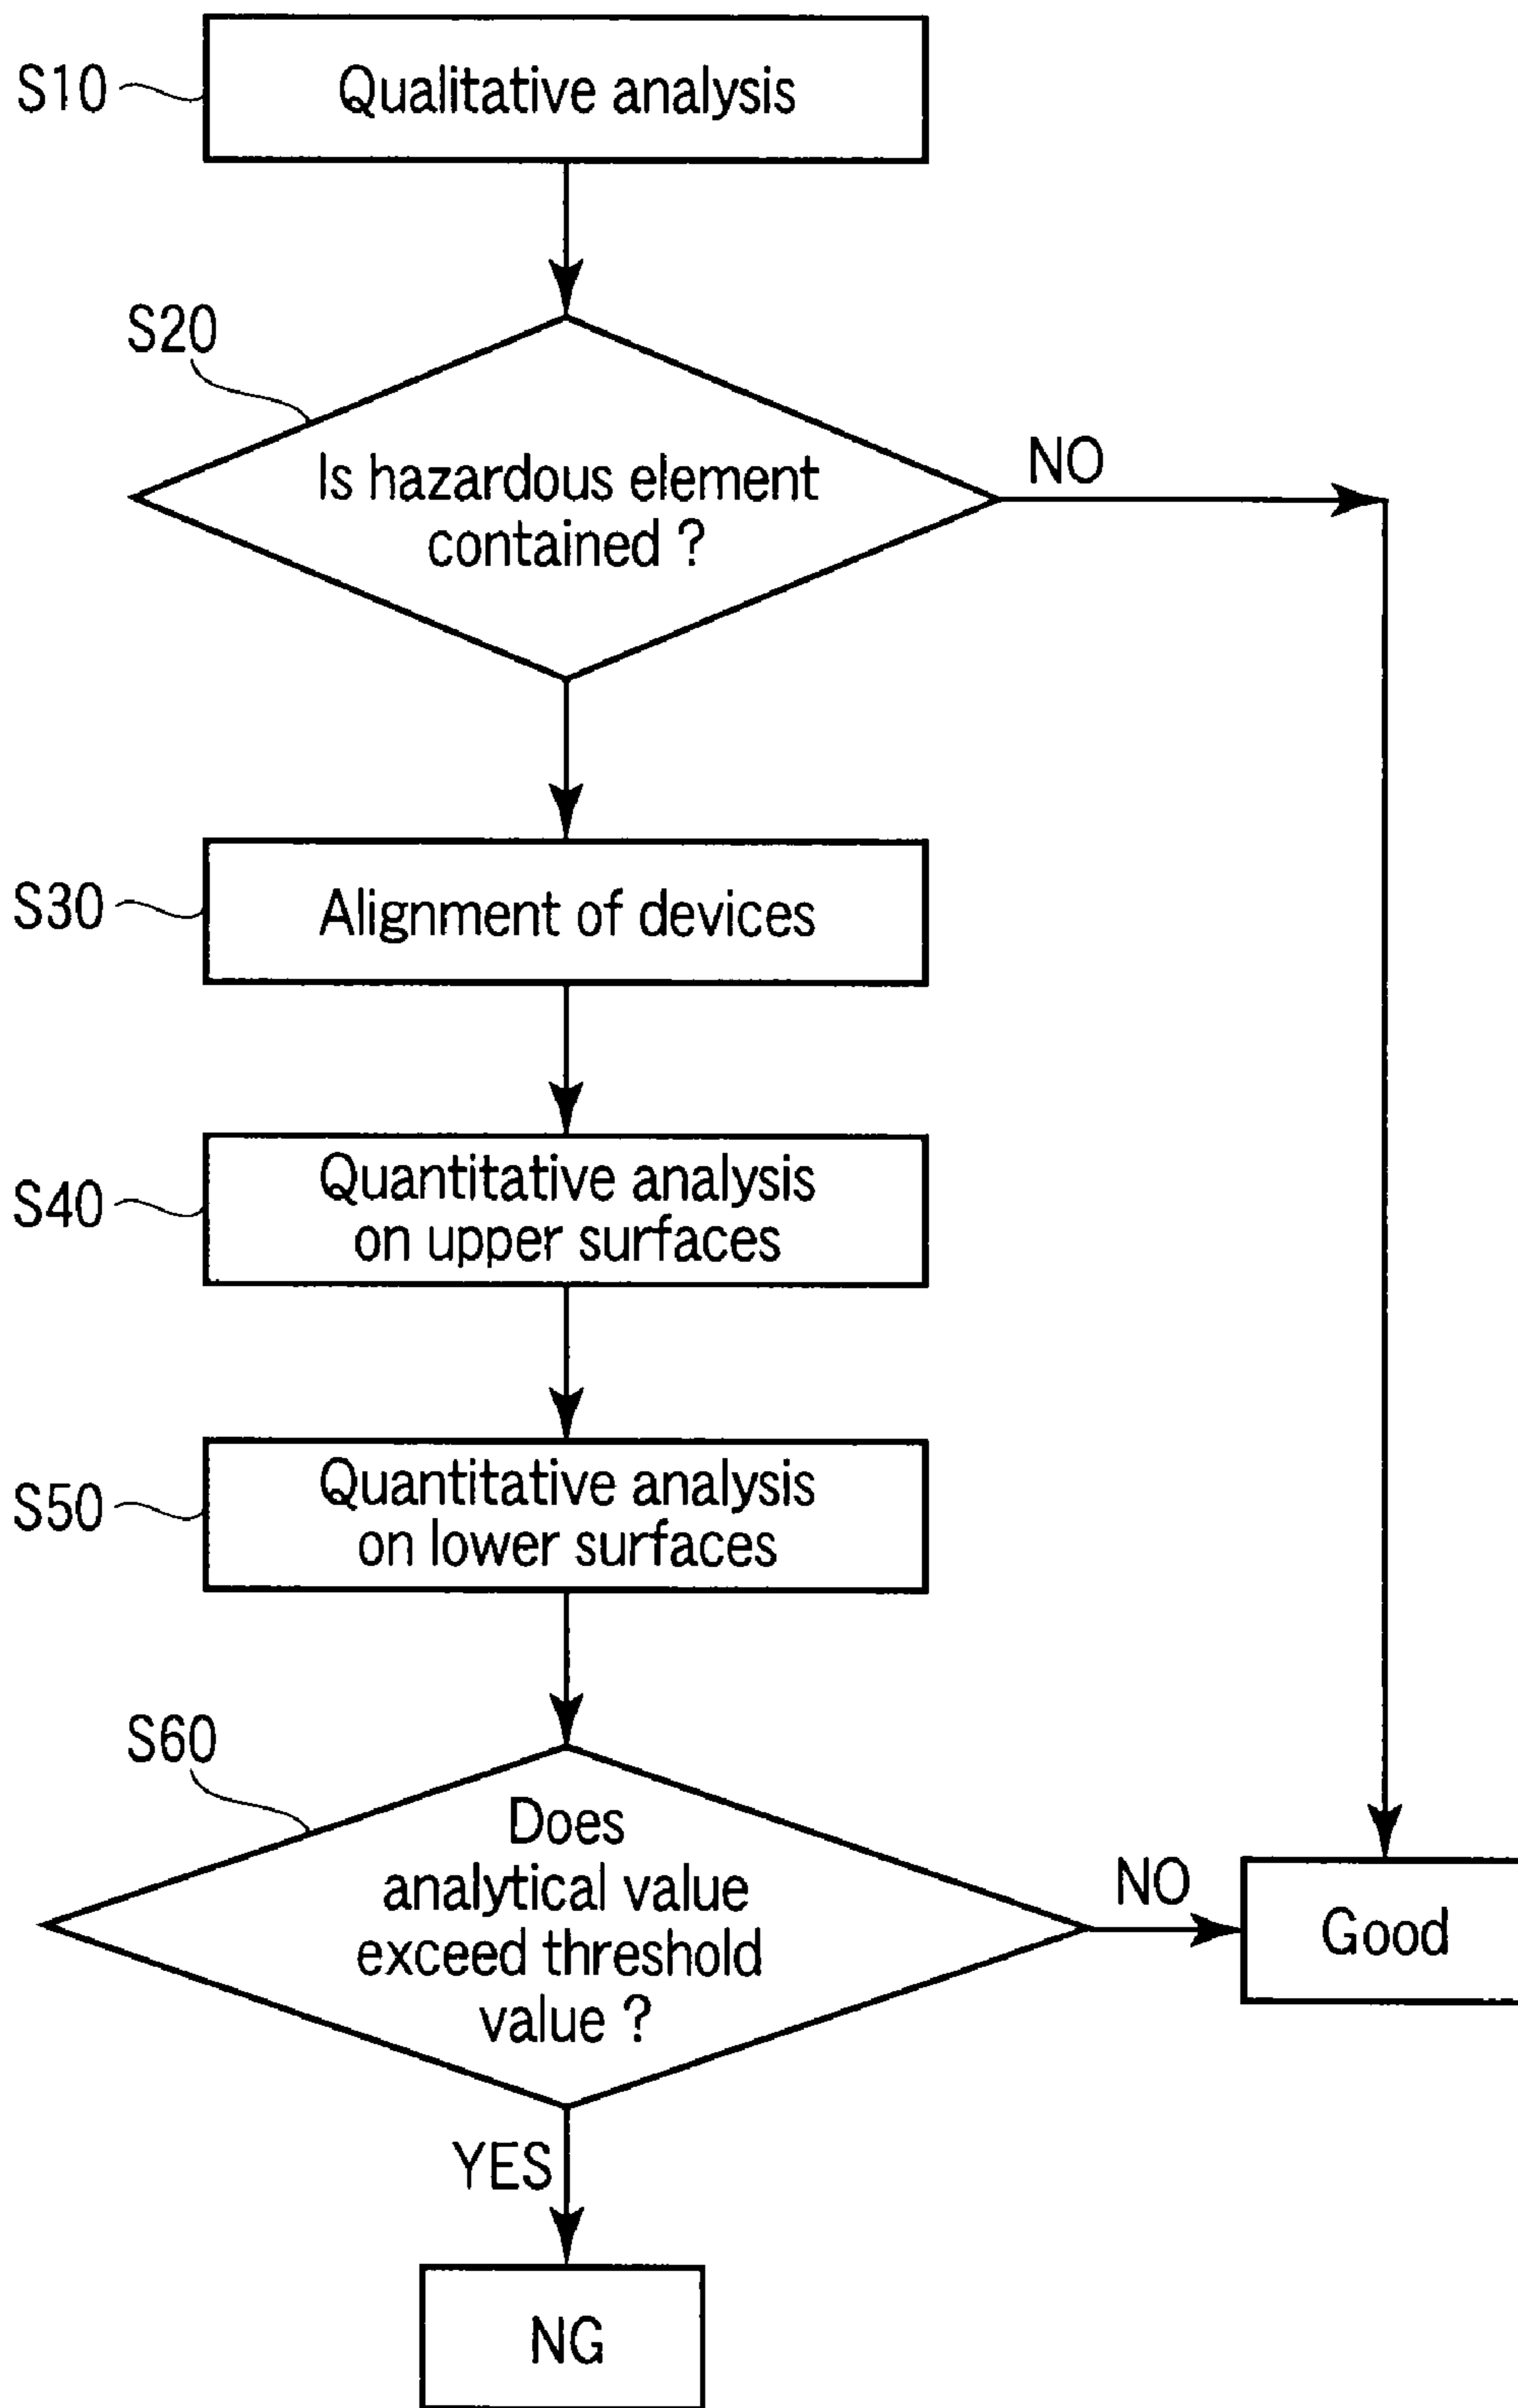 S10
Qualitative analysis
S20
Is hazardous element
contained ?
NO
S30
Alignment of devices
S40
Quantitative analysis
on upper surfaces
S50
Quantitative analysis
on lower surfaces
S60
Does
analytical value
exceed threshold
value ?
NO
Good
YES
NG